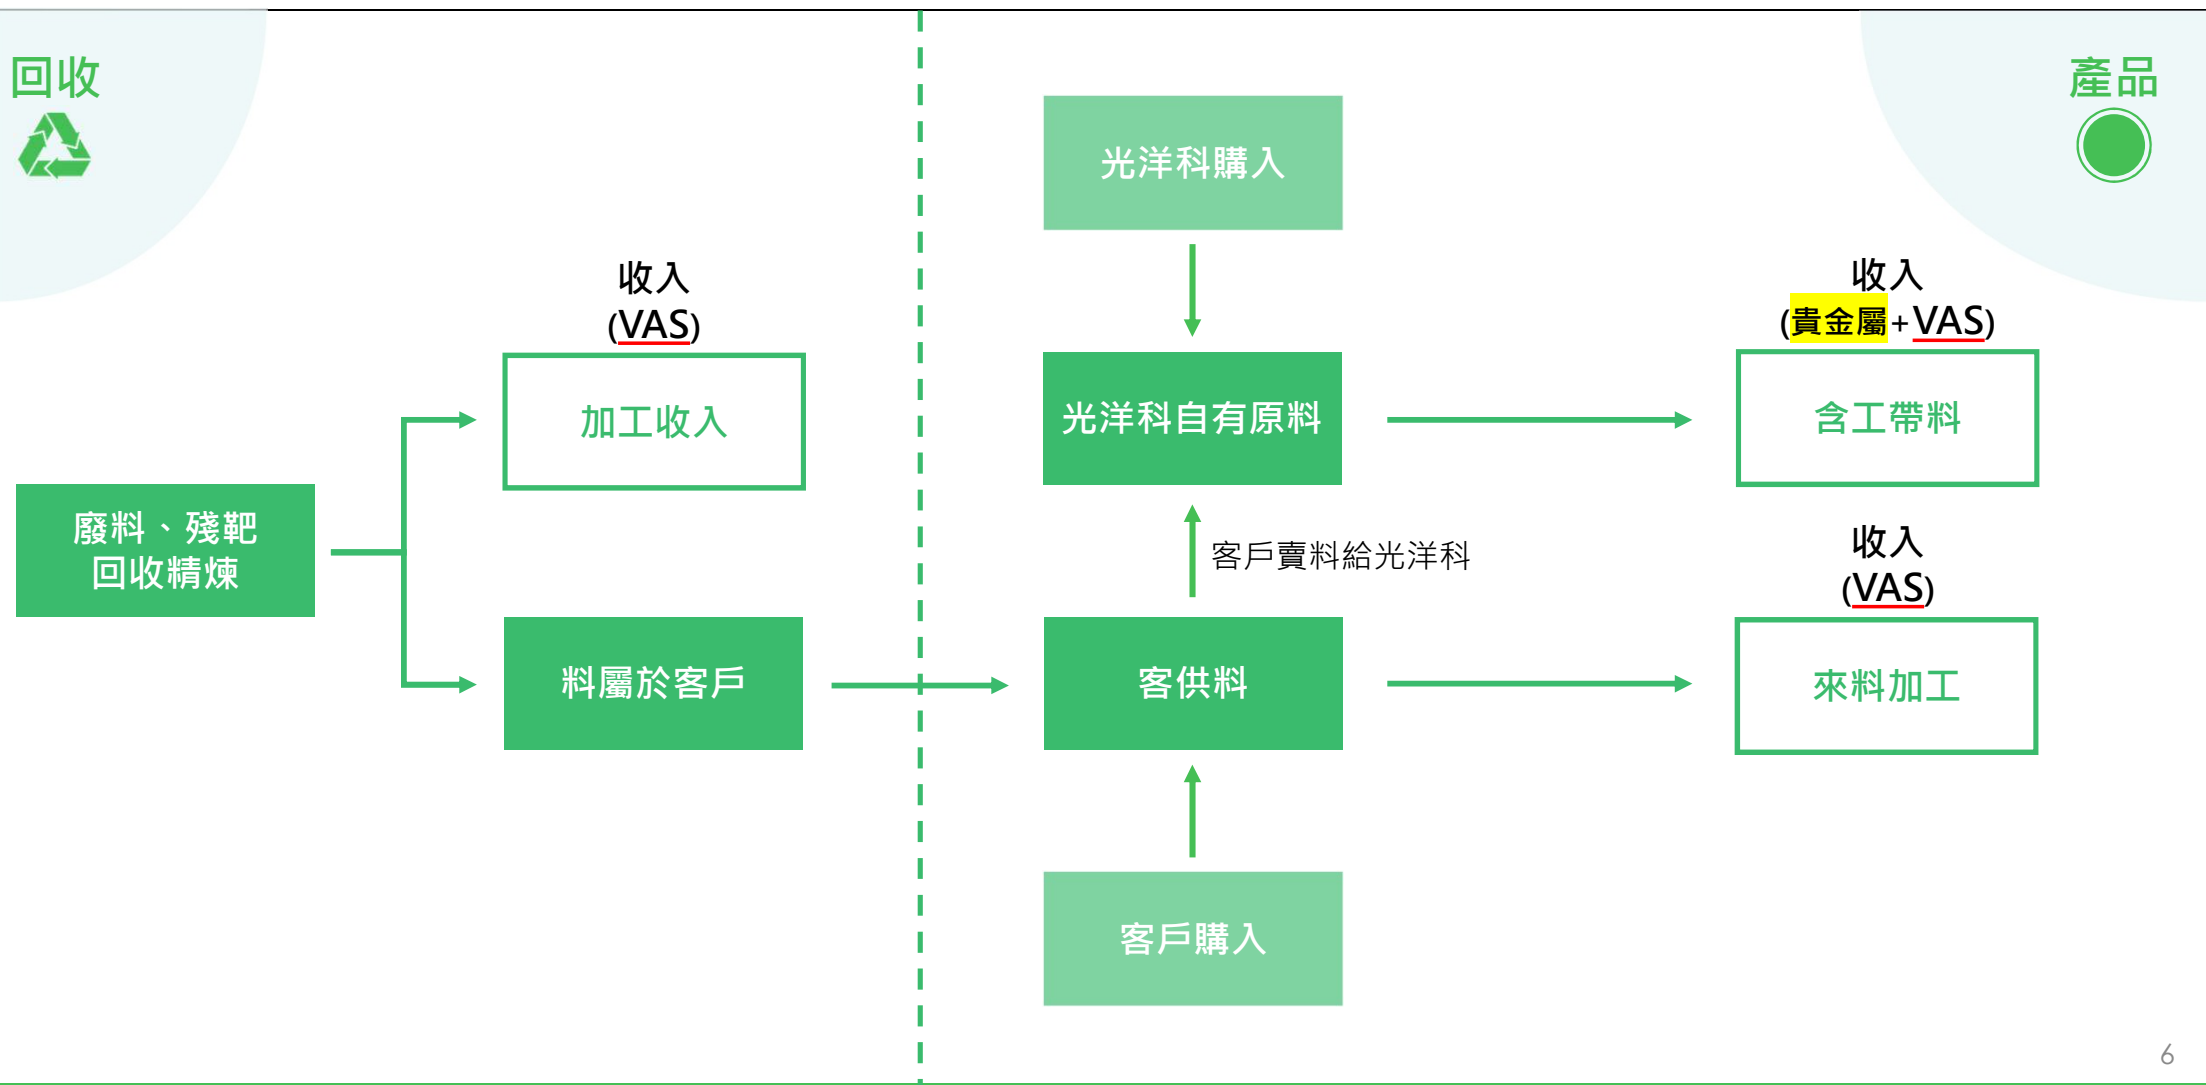 回收
產品
光洋科購入
收入
(VAS)
加工收入
收入
(貴金屬+VAS)
光洋科自有原料
含工帶料
廢料、殘靶
回收精煉
客戶賣料給光洋科
收入
(VAS)
料屬於客戶
客供料
來料加工
客戶購入
6